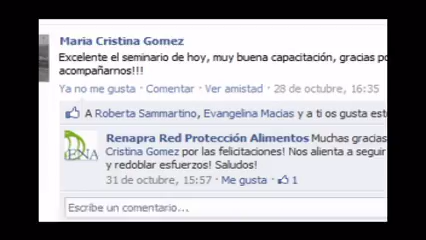 Maria Cristina Gomez
Excelente el seminario de hoy, muy buena capacitación, gracias po
acompañarnos!!!
Ya no me gusta · Comentar · Ver amistad · 28 de octubre, 16:35
A Roberta Sammartino, Evangelina Macias y a ti os gusta est
Renapra Red Protección Alimentos Muchas gracias
Cristina Gomez por las felicitaciones! Nos alienta a seguir
y redoblar esfuerzos! Saludos!
ENA
31 de octubre, 15:57 · Me gusta · 1
Escribe un comentario...